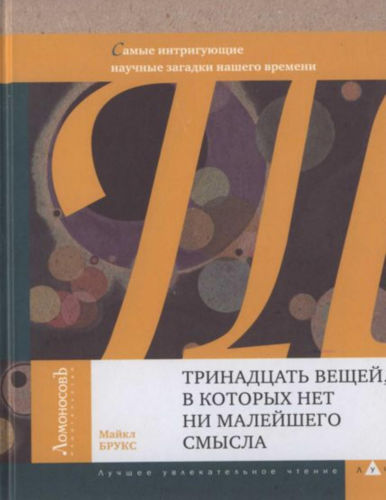 Самые интригующие
научные загадки нашего времени
ЛомоносовЪ
издательство
Майкл
БРУКС
ТРИНАДЦАТЬ ВЕЩЕЙ,
В КОТОРЫХ НЕТ
НИ МАЛЕЙШЕГО
СМЫСЛА
Лучшее увлекательное чтение